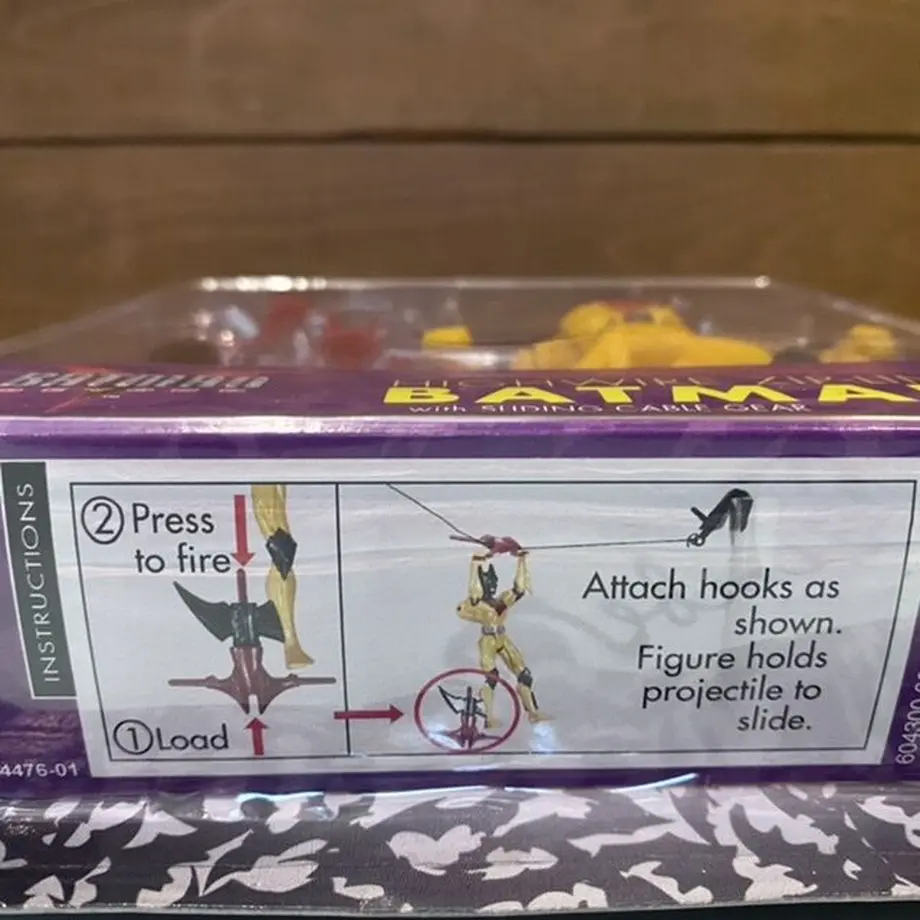 BATMAN
BATMAN
with SLIDING CABLE GEAR
INSTRUCTIONS
② Press
to fire
① Load
Attach hooks as
shown.
Figure holds
projectile to
slide.
4476-01